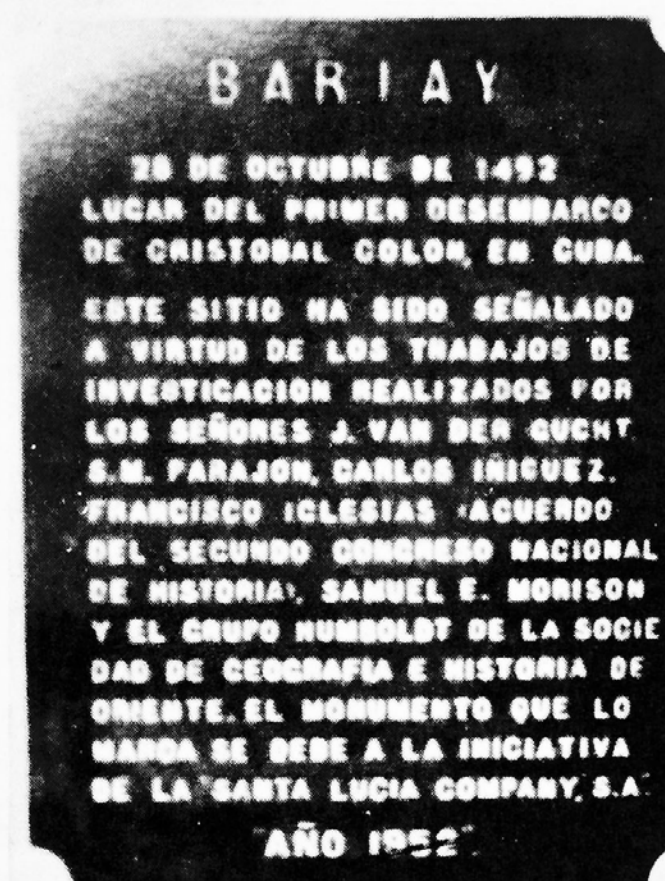 BARIAY
28 DE OCTUBRE DE 1492
LUGAR DEL PRIMER DESEMBARCO
DE CRISTOBAL COLON, EN CUBA.
ESTE SITIO HA SIDO SEÑALADO
A VIRTUD DE LOS TRABAJOS DE
INVESTIGACION REALIZADOS POR
LOS SEÑORES J. VAN DER GUCHT
S.M. PARAJON, CARLOS IÑIGUEZ.
FRANCISCO IGLESIAS (ACUERDO
DEL SEGUNDO CONGRESO NACIONAL
DE HISTORIA), SAMUEL E. MORISON
Y EL GRUPO HUMBOLDT DE LA SOCIE
DAD DE GEOGRAFIA E HISTORIA DE
ORIENTE. EL MONUMENTO QUE LO
MARCA SE DEBE A LA INICIATIVA
DE LA "SANTA LUCIA COMPANY, S.A."
"AÑO 1952"